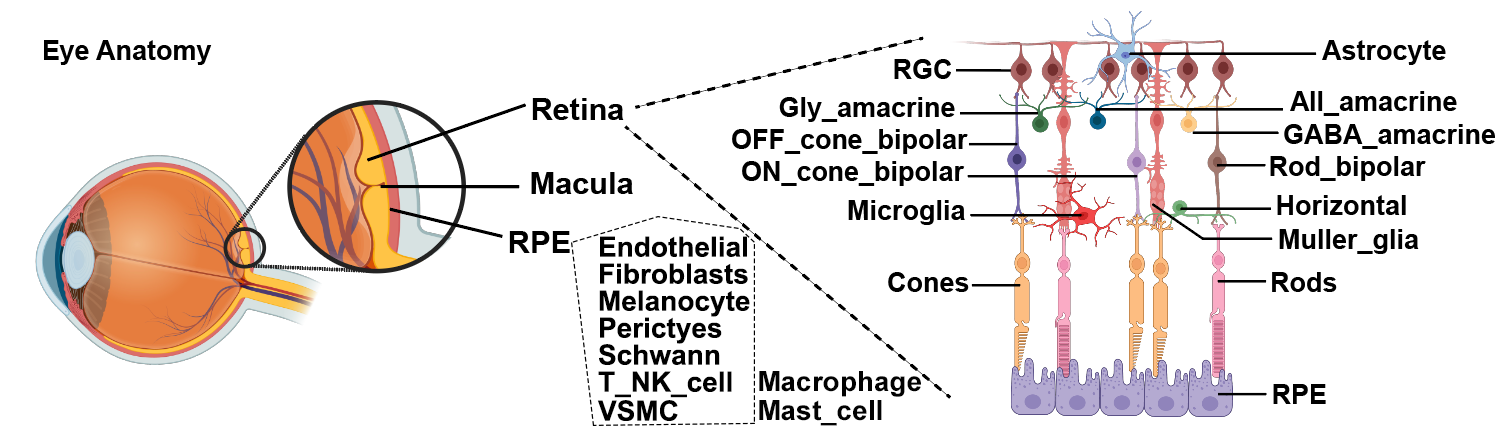 Eye Anatomy
Retina
Macula
RPE
Endothelial
Fibroblasts
Melanocyte
Perictyes
Schwann
T_NK_cell
VSMC
Macrophage
Mast_cell
RGC
Gly_amacrine
OFF_cone_bipolar
ON_cone_bipolar
Microglia
Cones
Astrocyte
All_amacrine
GABA_amacrine
Rod_bipolar
Horizontal
Muller_glia
Rods
RPE